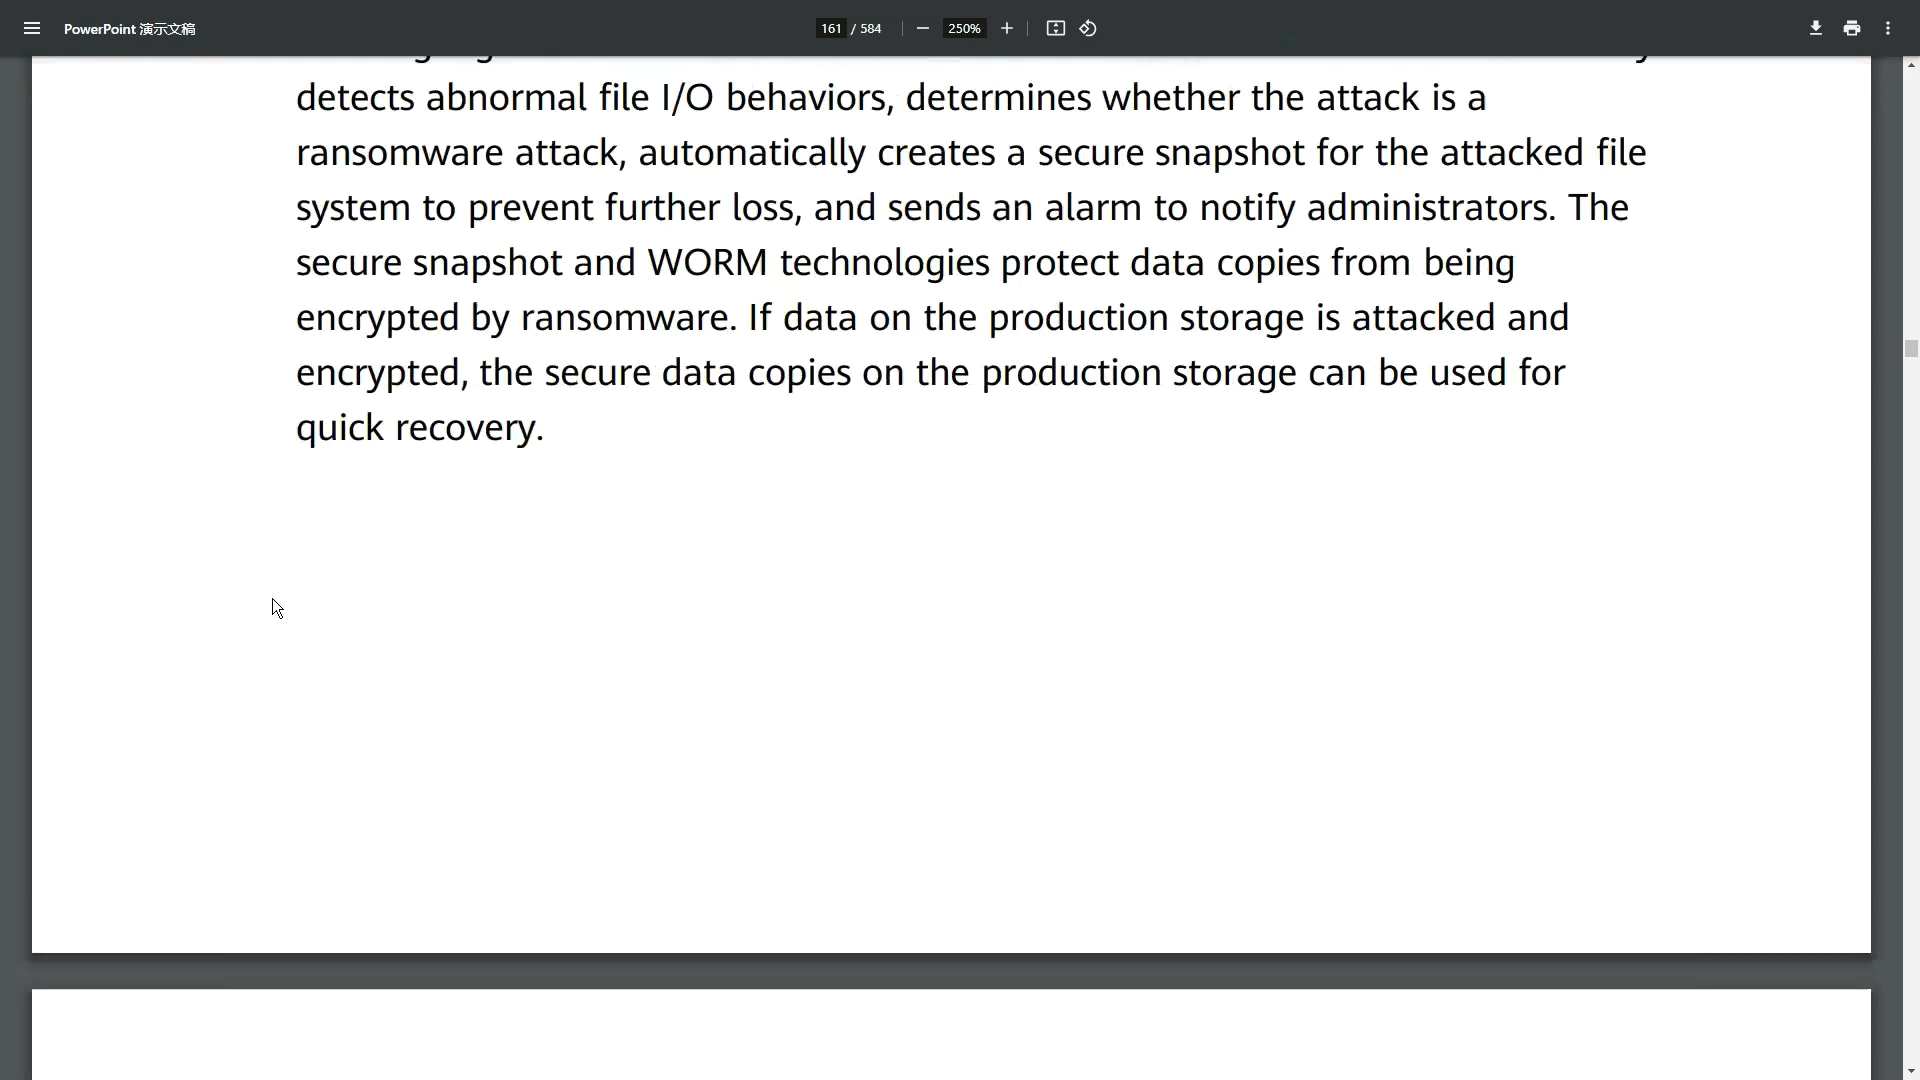 PowerPoint 演示文稿
161 / 584
250%
detects abnormal file I/O behaviors, determines whether the attack is a
ransomware attack, automatically creates a secure snapshot for the attacked file
system to prevent further loss, and sends an alarm to notify administrators. The
secure snapshot and WORM technologies protect data copies from being
encrypted by ransomware. If data on the production storage is attacked and
encrypted, the secure data copies on the production storage can be used for
quick recovery.